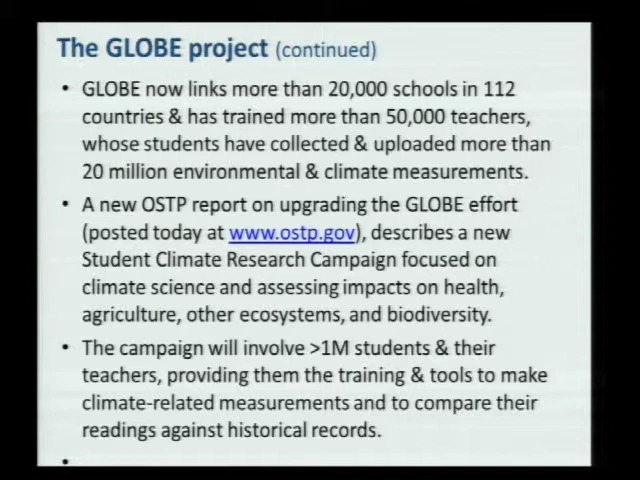 The GLOBE project (continued)
• GLOBE now links more than 20,000 schools in 112
countries & has trained more than 50,000 teachers,
whose students have collected & uploaded more than
20 million environmental & climate measurements.
• A new OSTP report on upgrading the GLOBE effort
(posted today at www.ostp.gov), describes a new
Student Climate Research Campaign focused on
climate science and assessing impacts on health,
agriculture, other ecosystems, and biodiversity.
• The campaign will involve >1M students & their
teachers, providing them the training & tools to make
climate-related measurements and to compare their
readings against historical records.
•